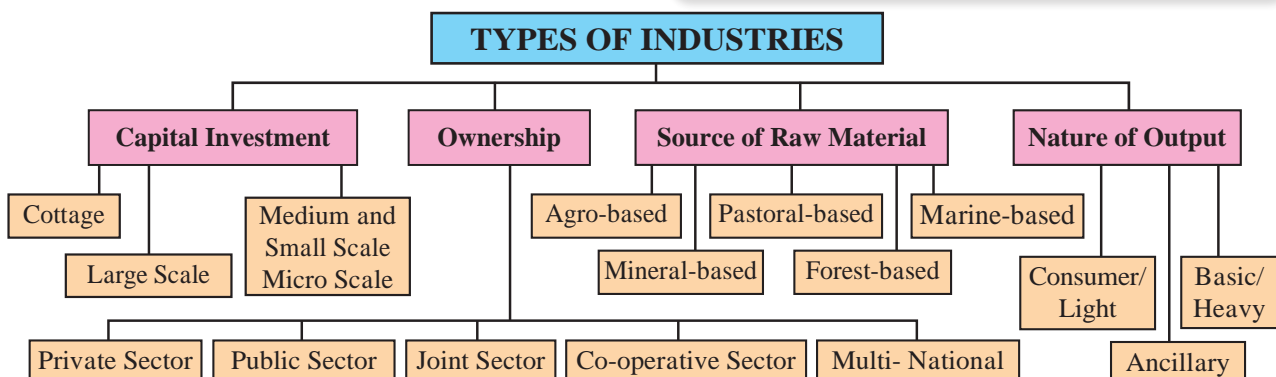 TYPES OF INDUSTRIES
Capital Investment
Ownership
Source of Raw Material
Nature of Output
Cottage
Large Scale
Medium and
Small Scale
Micro Scale
Agro-based
Mineral-based
Pastoral-based
Forest-based
Marine-based
Consumer/
Light
Basic/
Heavy
Ancillary
Private Sector
Public Sector
Joint Sector
Co-operative Sector
Multi- National